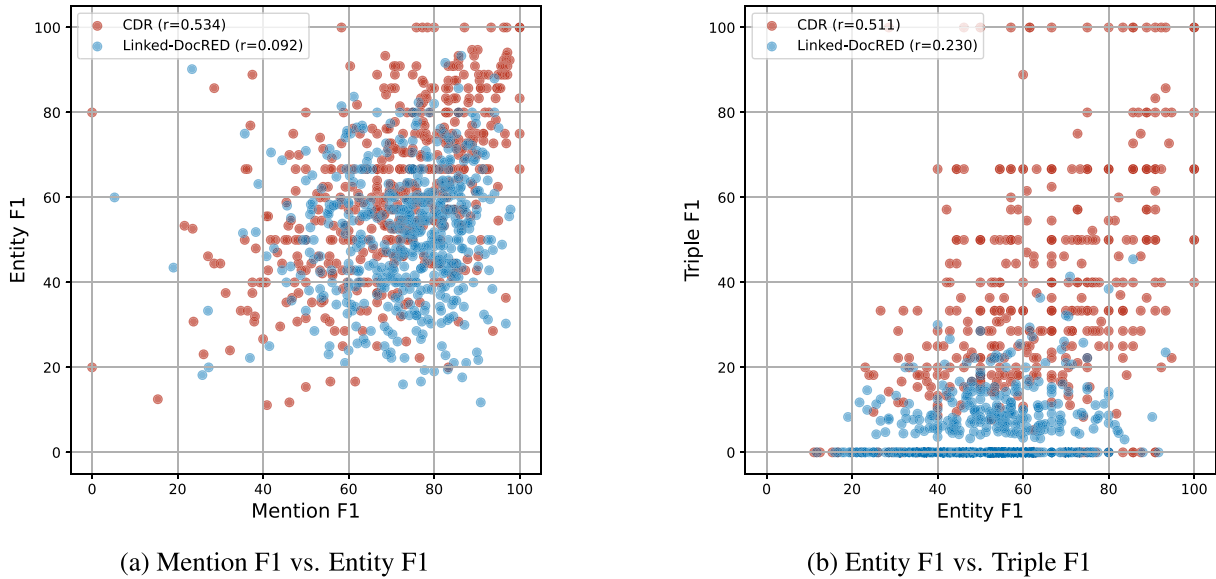 CDR (r=0.534)
Linked-DocRED (r=0.092)
100
80
60
40
20
0
Entity F1
0 20 40 60 80 100
Mention F1
(a) Mention F1 vs. Entity F1
CDR (r=0.511)
Linked-DocRED (r=0.230)
100
80
60
40
20
0
Triple F1
0 20 40 60 80 100
Entity F1
(b) Entity F1 vs. Triple F1